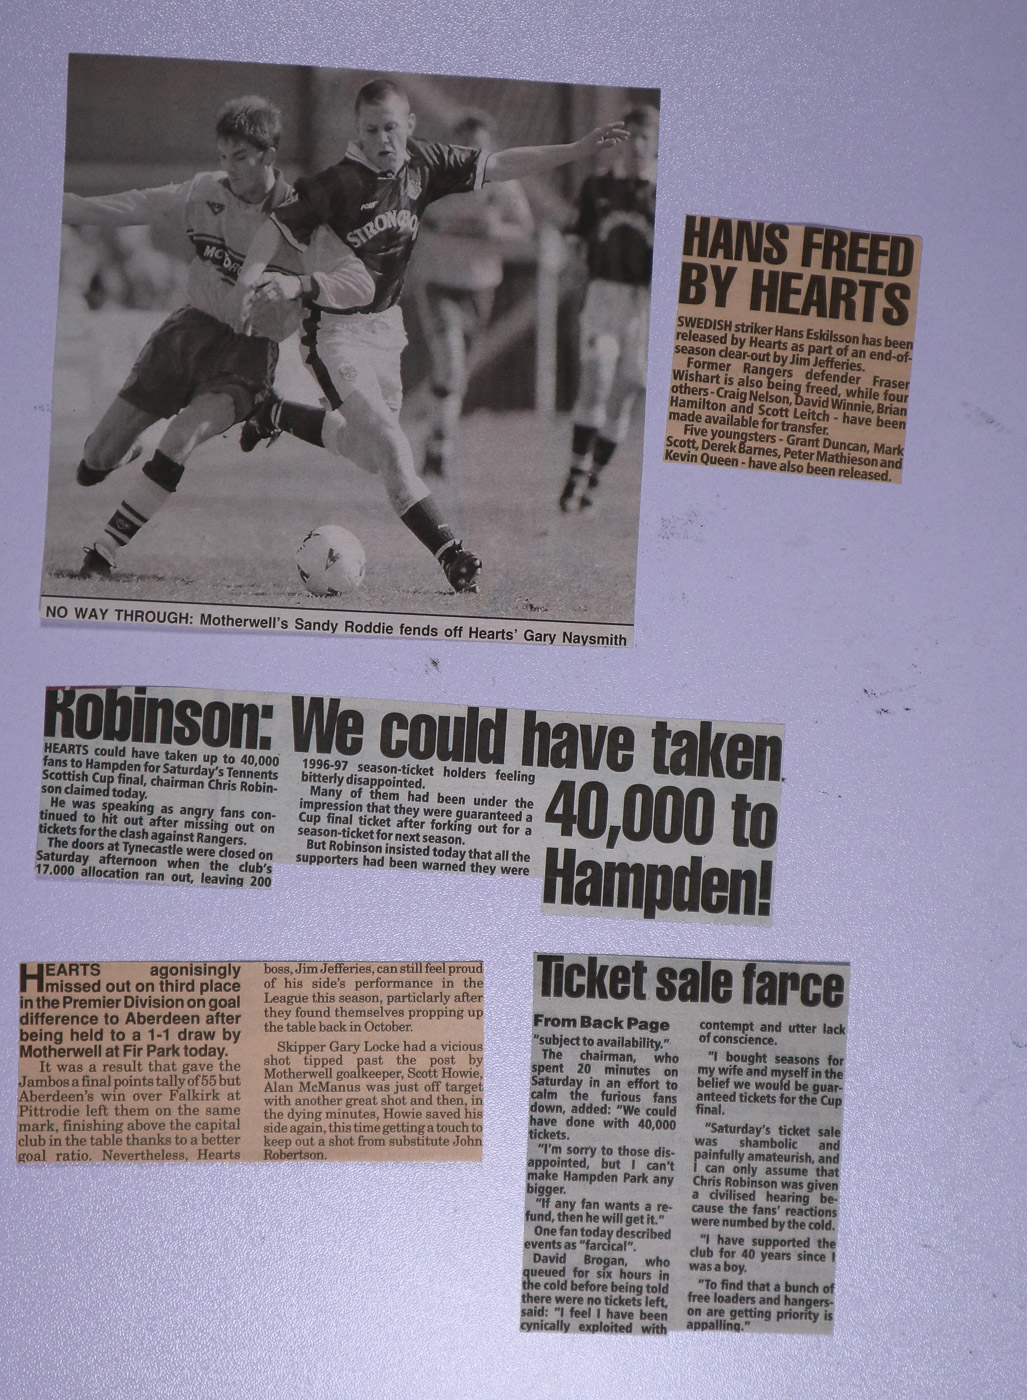 STRONGBO
MOTOR
NO WAY THROUGH: Motherwell's Sandy Roddie fends off Hearts' Gary Naysmith
HANS FREED
BY HEARTS
SWEDISH striker Hans Eskilsson has been
released by Hearts as part of an end-of-
season clear-out by Jim Jefferies.
Former Rangers defender Fraser
Wishart is also being freed, while four
others - Craig Nelson, David Winnie, Brian
Hamilton and Scott Leitch - have been
made available for transfer.
Five youngsters - Grant Duncan, Mark
Scott, Derek Barnes, Peter Mathieson and
Kevin Queen - have also been released.
Robinson: We could have taken
40,000 to
Hampden!
HEARTS could have taken up to 40,000
fans to Hampden for Saturday's Tennents
Scottish Cup final, chairman Chris Robin-
son claimed today.
He was speaking as angry fans con-
tinued to hit out after missing out on
tickets for the clash against Rangers.
The doors at Tynecastle were closed on
Saturday afternoon when the club's
17.000 allocation ran out, leaving 200
1996-97 season-ticket holders feeling
bitterly disappointed.
Many of them had been under the
impression that they were guaranteed a
Cup final ticket after forking out for a
season-ticket for next season.
But Robinson insisted today that all the
supporters had been warned they were
HEARTS agonisingly
missed out on third place
in the Premier Division on goal
difference to Aberdeen after
being held to a 1-1 draw by
Motherwell at Fir Park today.
It was a result that gave the
Jambos a final points tally of 55 but
Aberdeen's win over Falkirk at
Pittrodie left them on the same
mark, finishing above the capital
club in the table thanks to a better
goal ratio. Nevertheless, Hearts
boss, Jim Jefferies, can still feel proud
of his side's performance in the
League this season, particlarly after
they found themselves propping up
the table back in October.
Skipper Gary Locke had a vicious
shot tipped past the post by
Motherwell goalkeeper, Scott Howie,
Alan McManus was just off target
with another great shot and then, in
the dying minutes, Howie saved his
side again, this time getting a touch to
keep out a shot from substitute John
Robertson.
Ticket sale farce
From Back Page
"subject to availability."
The chairman, who
spent 20 minutes on
Saturday in an effort to
calm the furious fans
down, added: "We could
have done with 40,000
tickets.
"I'm sorry to those dis-
appointed, but I can't
make Hampden Park any
bigger.
"If any fan wants a re-
fund, then he will get it."
One fan today described
events as "farcical".
David Brogan, who
queued for six hours in
the cold before being told
there were no tickets left,
said: "I feel I have been
cynically exploited with
contempt and utter lack
of conscience.
"I bought seasons for
my wife and myself in the
belief we would be guar-
anteed tickets for the Cup
final.
"Saturday's ticket sale
was shambolic and
painfully amateurish, and
I can only assume that
Chris Robinson was given
a civilised hearing be-
cause the fans' reactions
were numbed by the cold.
"I have supported the
club for 40 years since I
was a boy.
"To find that a bunch of
free loaders and hangers-
on are getting priority is
appalling."